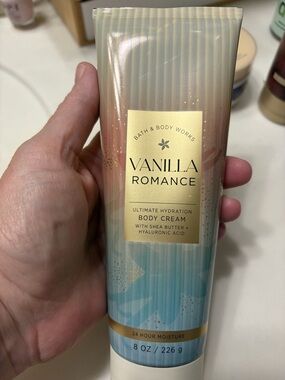 BATH & BODY WORKS
VANILLA
ROMANCE
ULTIMATE HYDRATION
BODY CREAM
WITH SHEA BUTTER +
HYALURONIC ACID
24 HOUR MOISTURE
8 OZ / 226 g